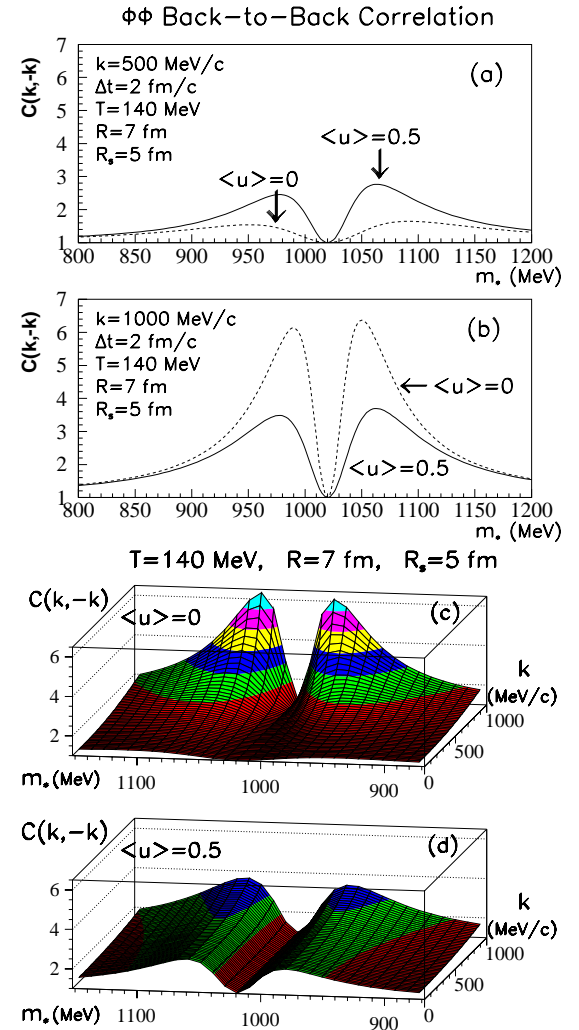 ΦΦ Back-to-Back Correlation
C(k,-k)
7
6
5
4
3
2
1
k=500 MeV/c
Δt=2 fm/c
T=140 MeV
R=7 fm
Rₛ=5 fm
(a)
<u>=0.5
<u>=0
800 850 900 950 1000 1050 1100 1150 1200
m* (MeV)
C(k,-k)
7
6
5
4
3
2
1
k=1000 MeV/c
Δt=2 fm/c
T=140 MeV
R=7 fm
Rₛ=5 fm
(b)
<u>=0
<u>=0.5
800 850 900 950 1000 1050 1100 1150 1200
m* (MeV)
T=140 MeV, R=7 fm, Rₛ=5 fm
C(k,-k)
<u>=0
(c)
6
4
2
k
(MeV/c)
1000
500
0
m* (MeV)
1100 1000 900
C(k,-k)
<u>=0.5
(d)
6
4
2
k
(MeV/c)
1000
500
0
m* (MeV)
1100 1000 900